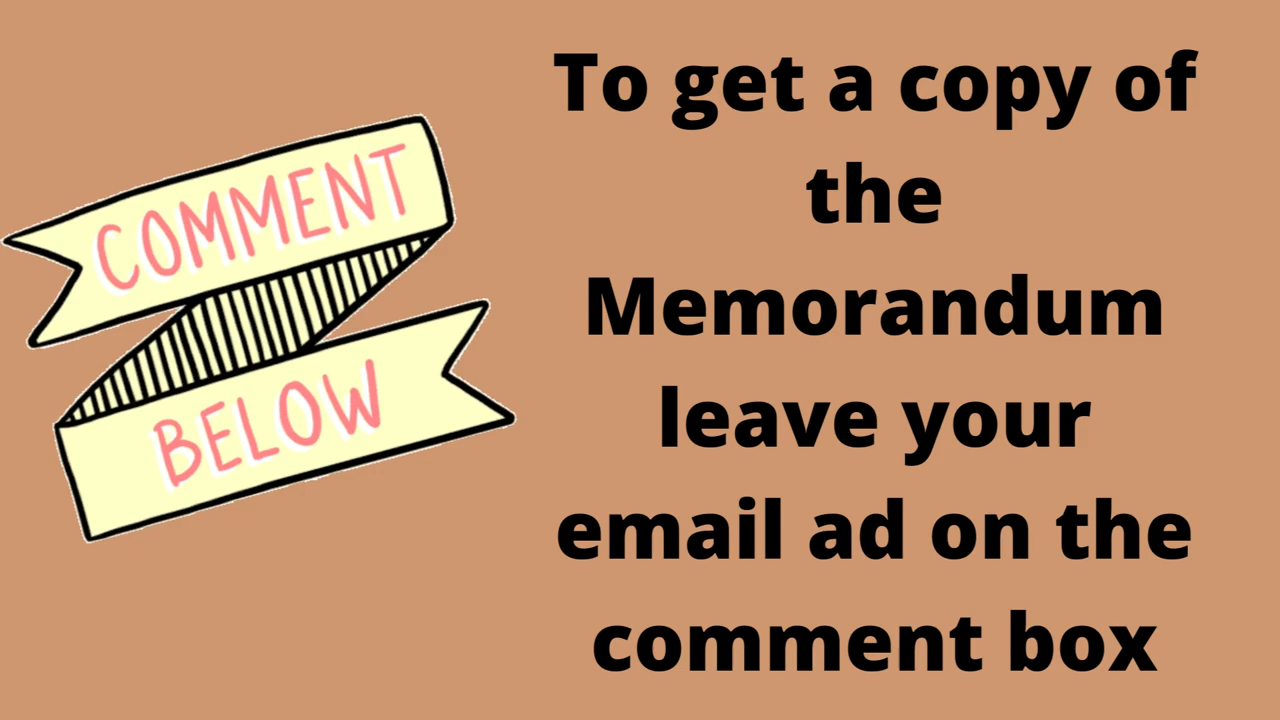 COMMENT
BELOW
To get a copy of
the
Memorandum
leave your
email ad on the
comment box